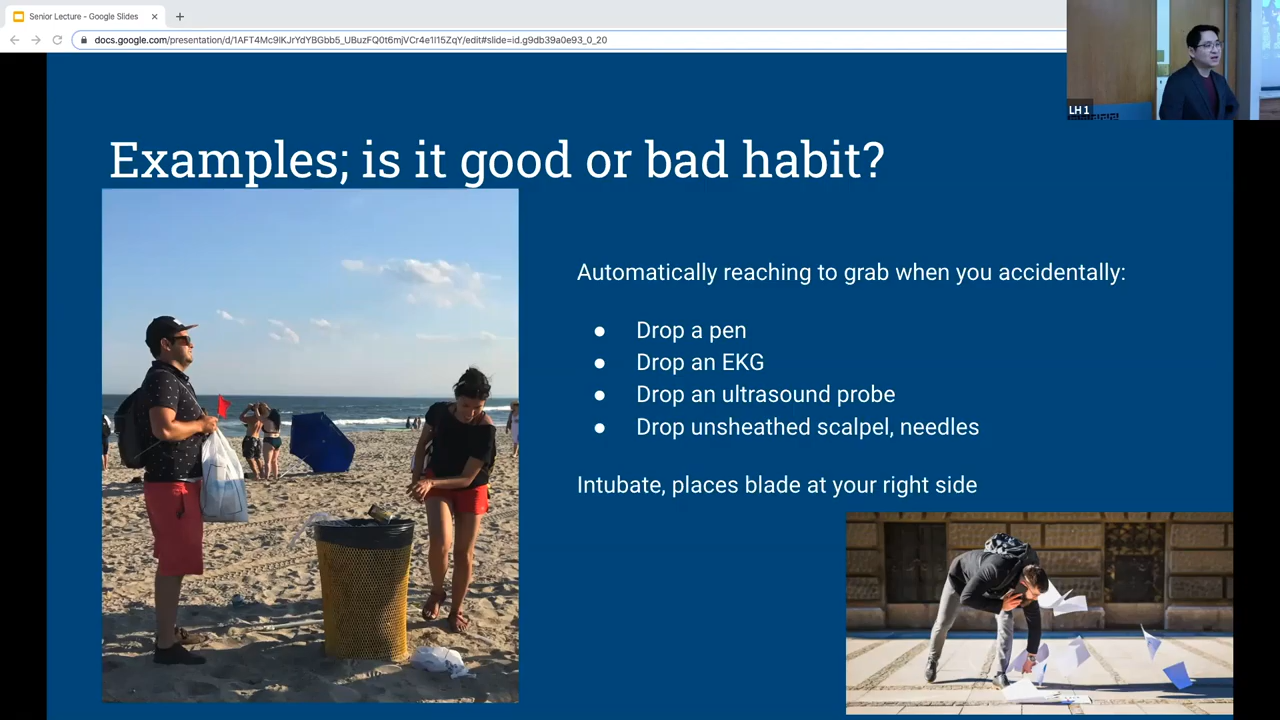 Senior Lecture - Google Slides
docs.google.com/presentation/d/1AFT4Mc9IKJrYdYBGbb5_UBuzFQ0t6mjVCr4e1I15ZqY/edit#slide=id.g9db39a0e93_0_20
LH 1
Examples; is it good or bad habit?
Automatically reaching to grab when you accidentally:
● Drop a pen
● Drop an EKG
● Drop an ultrasound probe
● Drop unsheathed scalpel, needles
Intubate, places blade at your right side